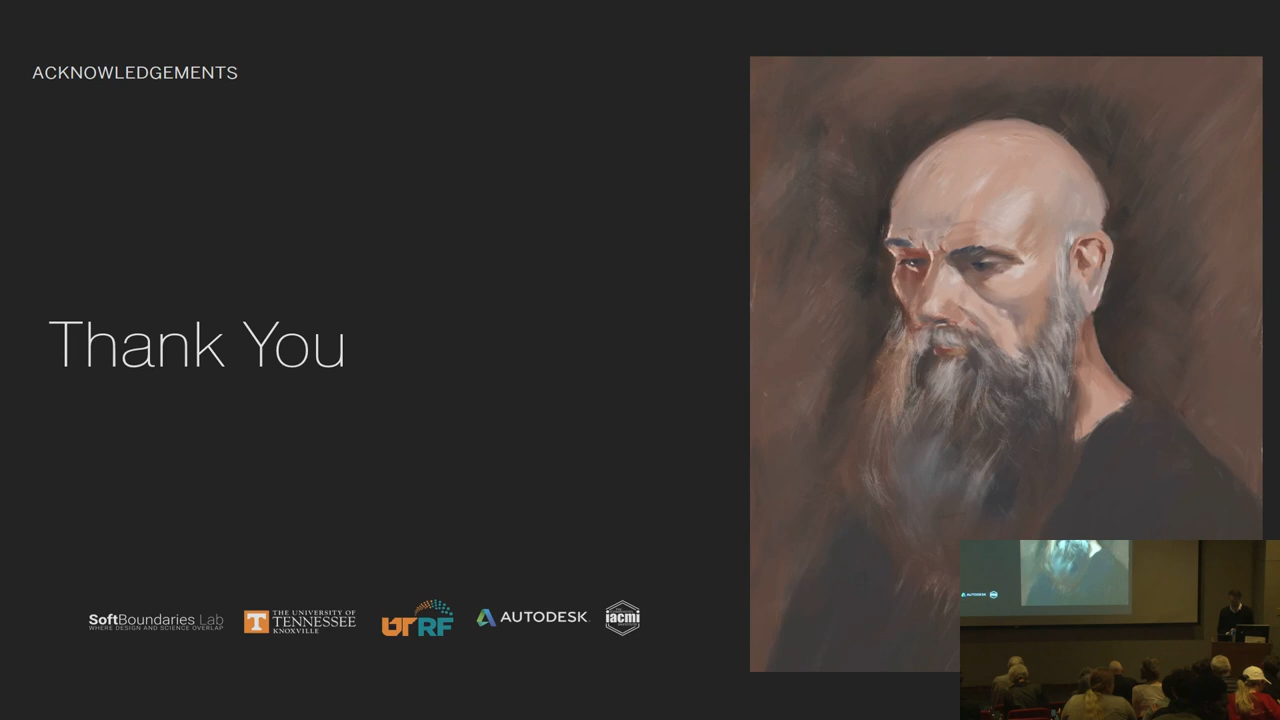 ACKNOWLEDGEMENTS
Thank You
SoftBoundaries Lab
WHERE DESIGN AND SCIENCE OVERLAP
T THE UNIVERSITY OF
TENNESSEE
KNOXVILLE
UTRF
AUTODESK
iacmi